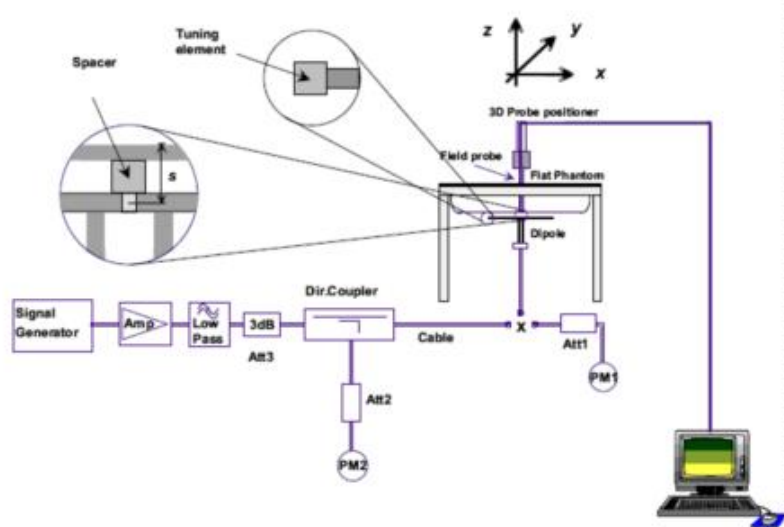 Tuning
element
Spacer
s
z
y
x
3D Probe positioner
Field probe
Flat Phantom
Dipole
Dir.Coupler
Signal
Generator
Amp
Low
Pass
3dB
Att3
Cable
x
Att1
PM1
Att2
PM2